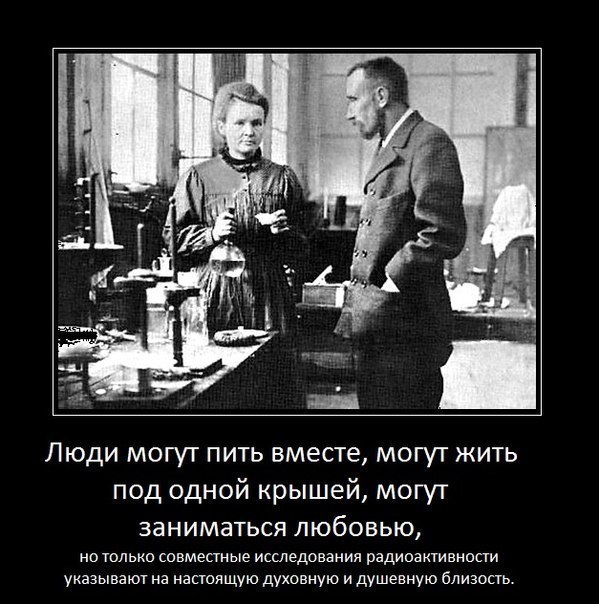 Люди могут пить вместе, могут жить
под одной крышей, могут
заниматься любовью,
но только совместные исследования радиоактивности
указывают на настоящую духовную и душевную близость.